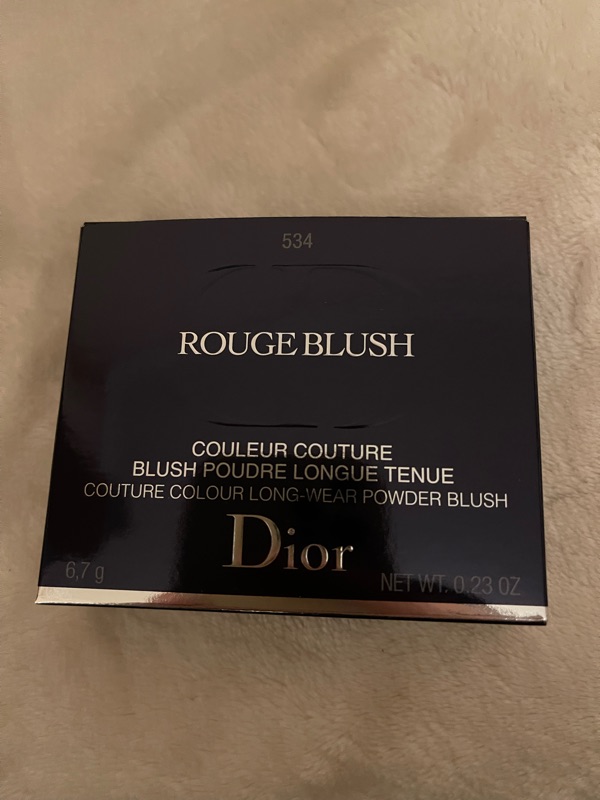 534
ROUGE BLUSH
COULEUR COUTURE
BLUSH POUDRE LONGUE TENUE
COUTURE COLOUR LONG-WEAR POWDER BLUSH
Dior
6,7 g
NET WT. 0.23 OZ